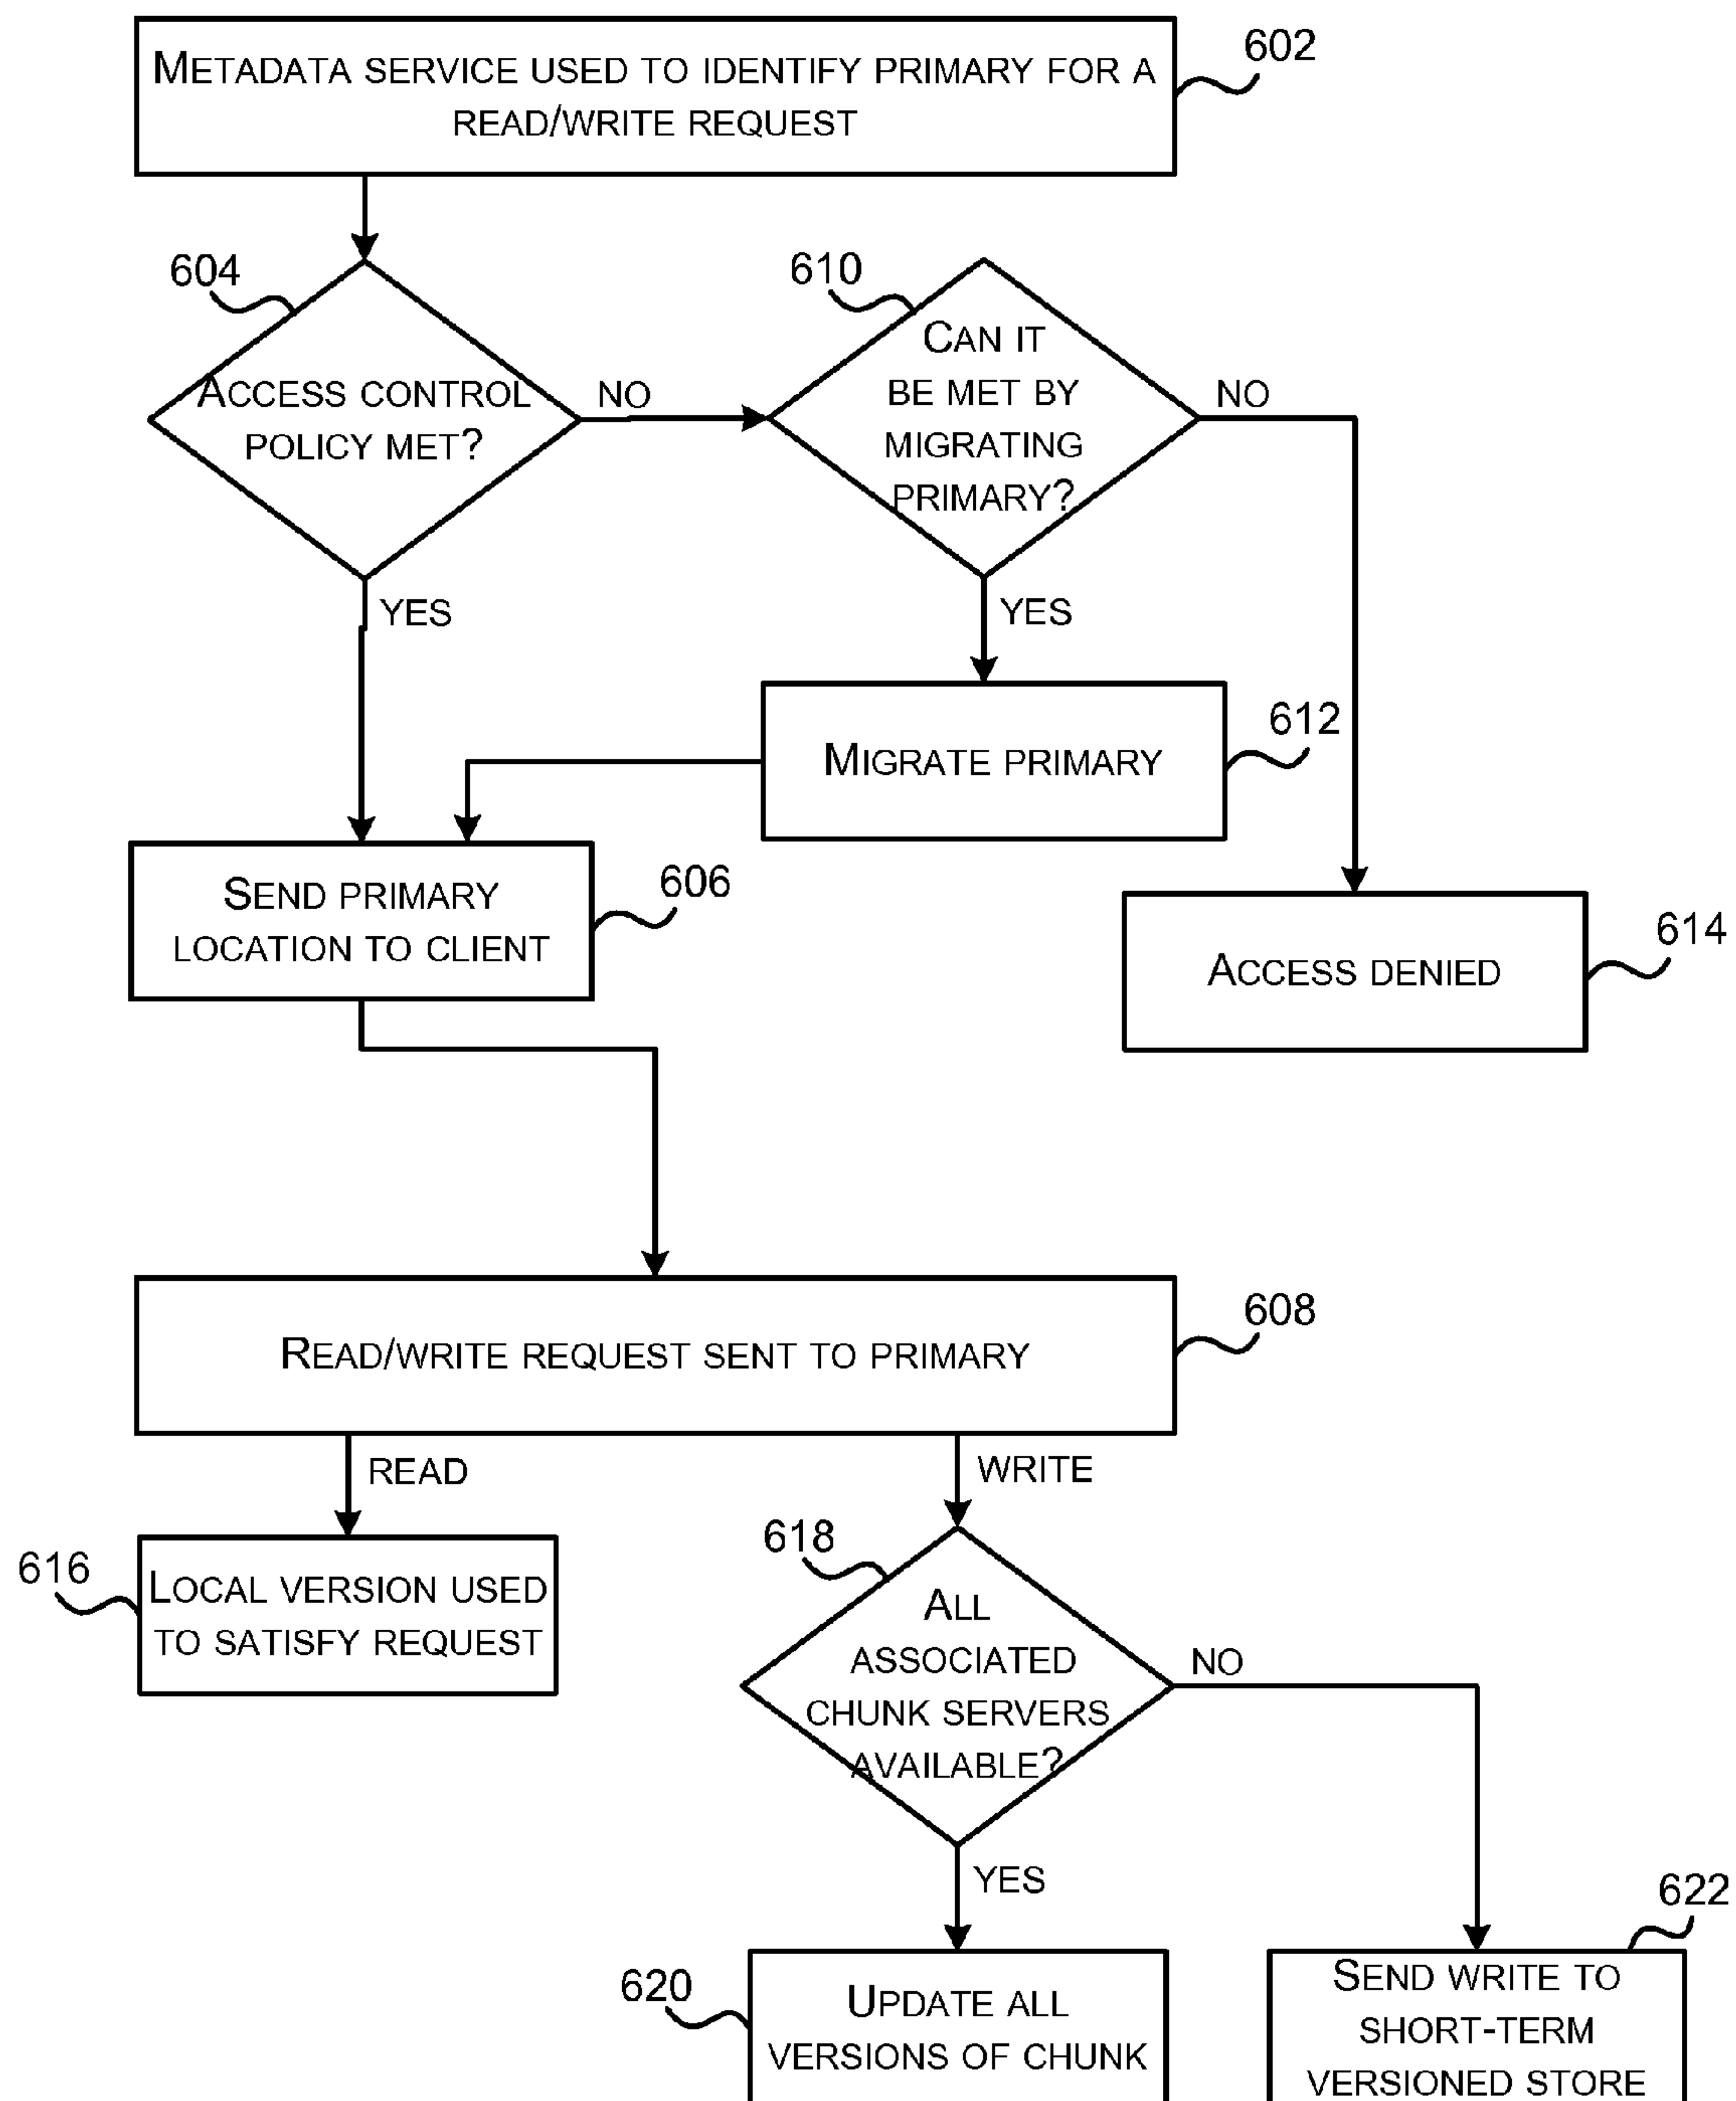 METADATA SERVICE USED TO IDENTIFY PRIMARY FOR A
READ/WRITE REQUEST
602
604
ACCESS CONTROL
POLICY MET?
NO
YES
610
CAN IT
BE MET BY
MIGRATING
PRIMARY?
NO
YES
MIGRATE PRIMARY
612
SEND PRIMARY
LOCATION TO CLIENT
606
ACCESS DENIED
614
READ/WRITE REQUEST SENT TO PRIMARY
608
READ
WRITE
616
LOCAL VERSION USED
TO SATISFY REQUEST
618
ALL
ASSOCIATED
CHUNK SERVERS
AVAILABLE?
NO
YES
620
UPDATE ALL
VERSIONS OF CHUNK
622
SEND WRITE TO
SHORT-TERM
VERSIONED STORE